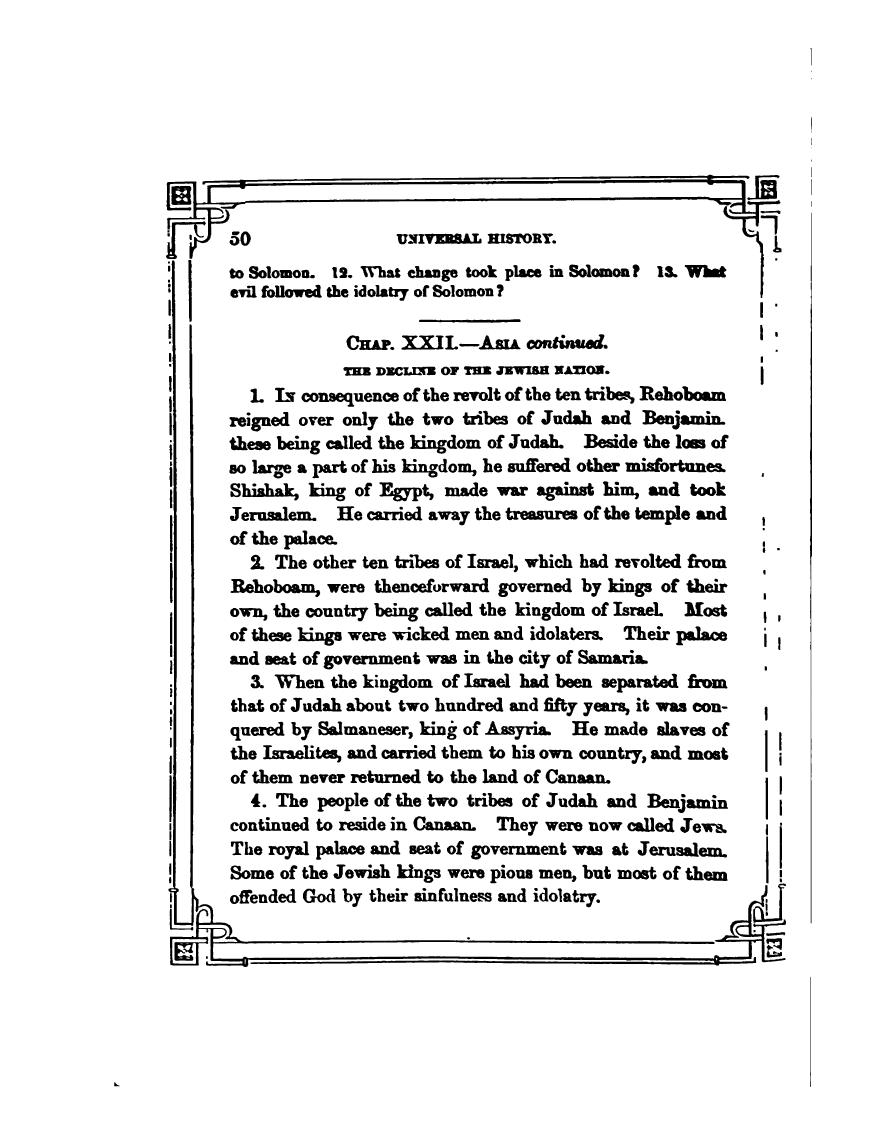 50 UNIVERSAL HISTORY.
to Solomon. 12. What change took place in Solomon? 13. What
evil followed the idolatry of Solomon?
CHAP. XXII.—ASIA continued.
THE DECLINE OF THE JEWISH NATION.
1. IN consequence of the revolt of the ten tribes, Rehoboam
reigned over only the two tribes of Judah and Benjamin.
these being called the kingdom of Judah. Beside the loss of
so large a part of his kingdom, he suffered other misfortunes.
Shishak, king of Egypt, made war against him, and took
Jerusalem. He carried away the treasures of the temple and
of the palace.
2. The other ten tribes of Israel, which had revolted from
Rehoboam, were thenceforward governed by kings of their
own, the country being called the kingdom of Israel. Most
of these kings were wicked men and idolaters. Their palace
and seat of government was in the city of Samaria.
3. When the kingdom of Israel had been separated from
that of Judah about two hundred and fifty years, it was con-
quered by Salmaneser, king of Assyria. He made slaves of
the Israelites, and carried them to his own country, and most
of them never returned to the land of Canaan.
4. The people of the two tribes of Judah and Benjamin
continued to reside in Canaan. They were now called Jews.
The royal palace and seat of government was at Jerusalem.
Some of the Jewish kings were pious men, but most of them
offended God by their sinfulness and idolatry.